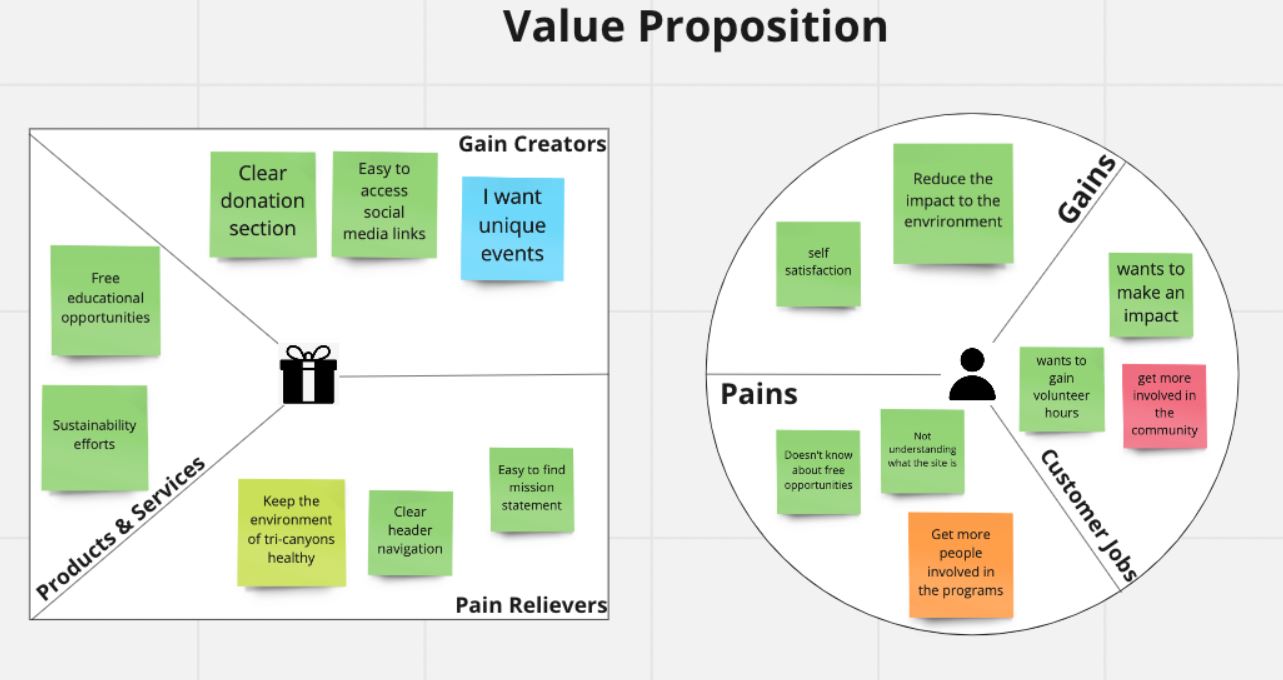 Value Proposition
Gain Creators
Clear
donation
section
Easy to
access
social
media links
I want
unique
events
Free
educational
opportunities
Sustainability
efforts
Products & Services
Keep the
environment
of tri-canyons
healthy
Clear
header
navigation
Easy to find
mission
statement
Pain Relievers
Gains
Reduce the
impact to the
envrironment
self
satisfaction
wants to
make an
impact
wants to
gain
volunteer
hours
get more
involved in
the
community
Customer Jobs
Pains
Doesn't know
about free
opportunities
Not
understanding
what the site is
Get more
people
involved in
the programs